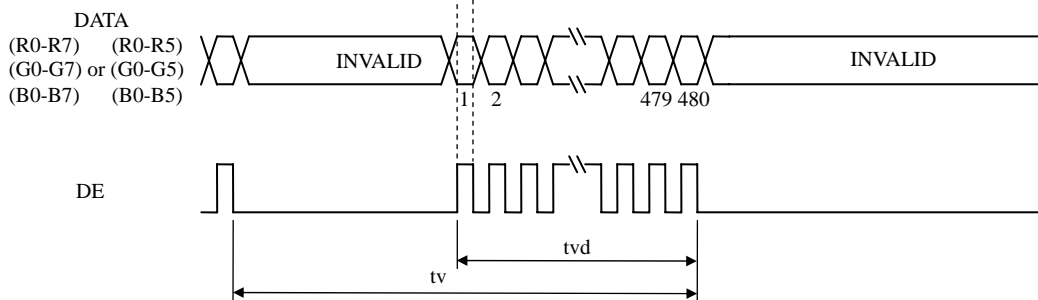 DATA
(R0-R7) (R0-R5)
(G0-G7) or (G0-G5)
(B0-B7) (B0-B5)
INVALID
INVALID
1 2 479 480
DE
tvd
tv